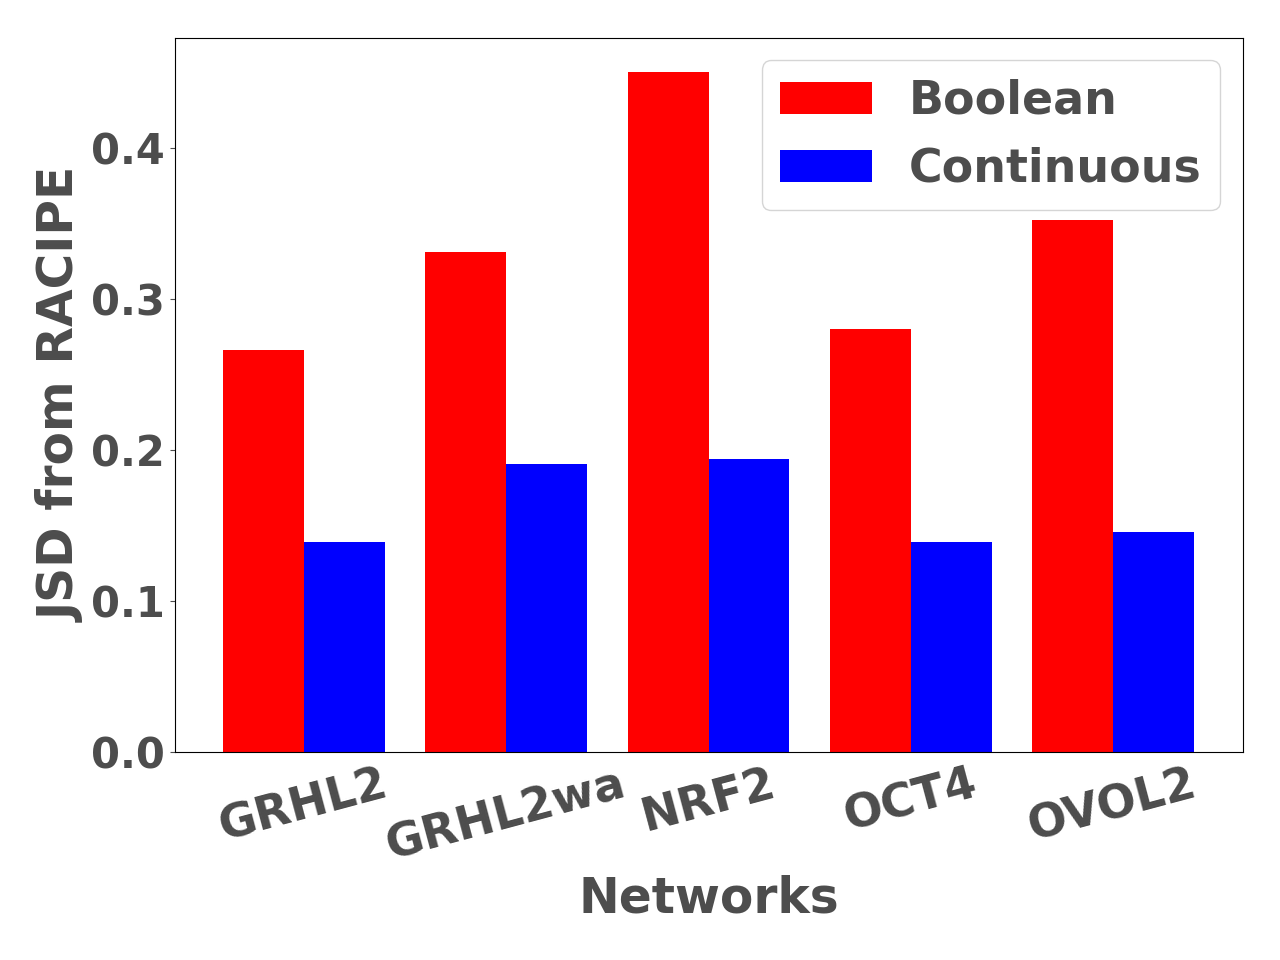 Boolean
Continuous
JSD from RACIPE
0.4
0.3
0.2
0.1
0.0
GRHL2
GRHL2wa
NRF2
OCT4
OVOL2
Networks